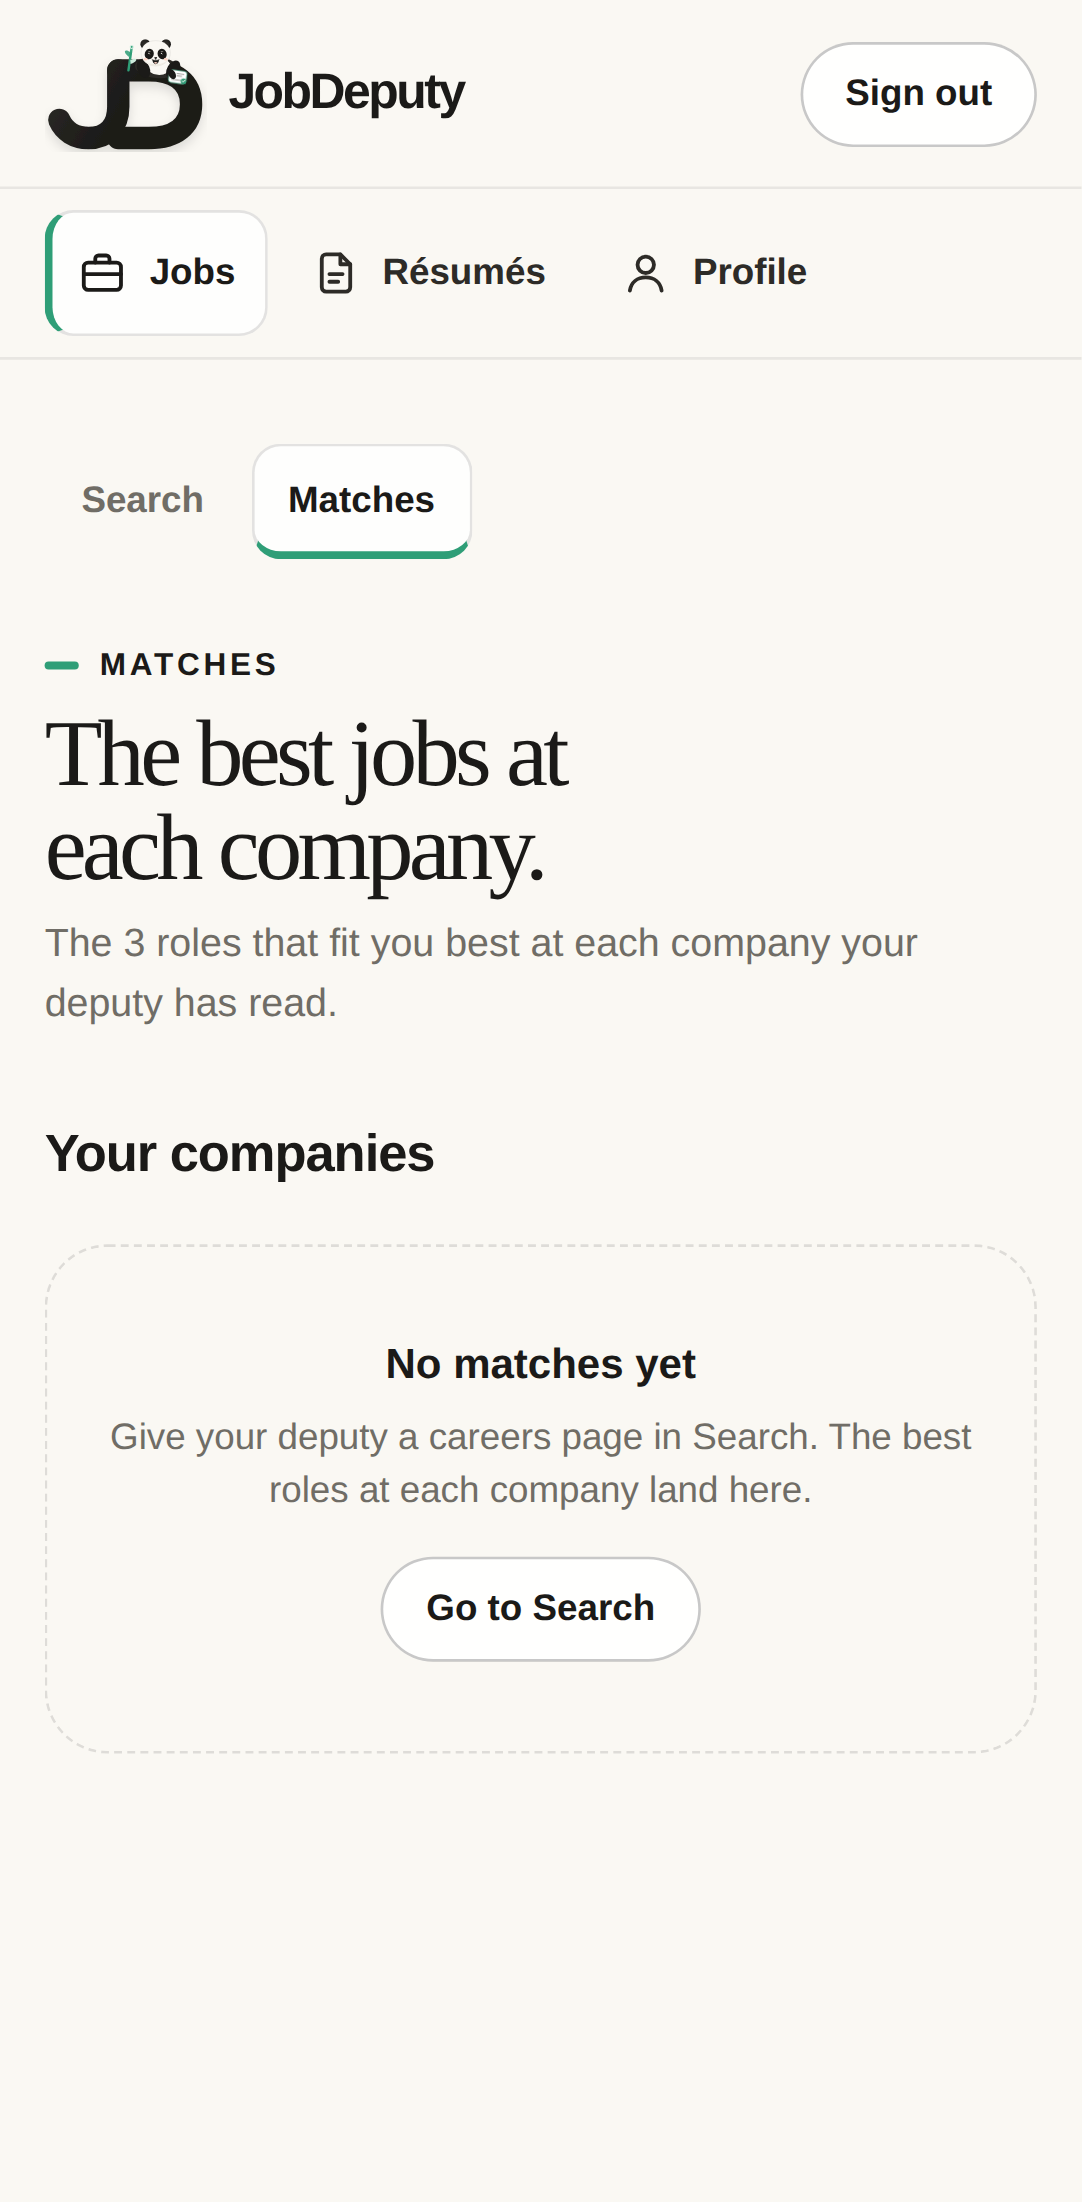 JobDeputy
Sign out
Jobs
Résumés
Profile
Search
Matches
MATCHES
The best jobs at
each company.
The 3 roles that fit you best at each company your
deputy has read.
Your companies
No matches yet
Give your deputy a careers page in Search. The best
roles at each company land here.
Go to Search